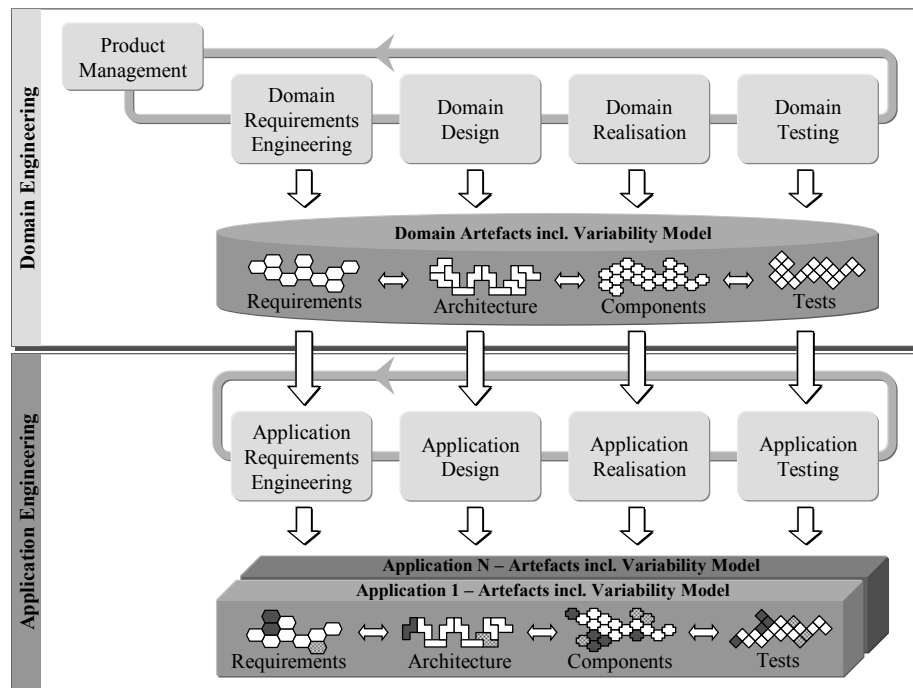 Domain Engineering
Product
Management
Domain
Requirements
Engineering
Domain
Design
Domain
Realisation
Domain
Testing
Domain Artefacts incl. Variability Model
Requirements
Architecture
Components
Tests
Application Engineering
Application
Requirements
Engineering
Application
Design
Application
Realisation
Application
Testing
Application N – Artefacts incl. Variability Model
Application 1 – Artefacts incl. Variability Model
Requirements
Architecture
Components
Tests